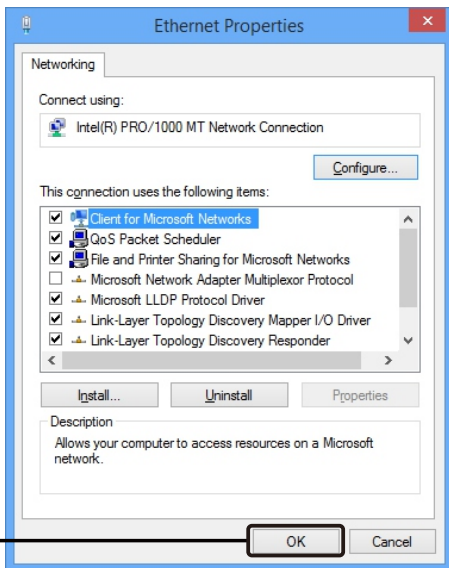 Ethernet Properties
Networking
Connect using:
Intel(R) PRO/1000 MT Network Connection
Configure...
This connection uses the following items:
Client for Microsoft Networks
QoS Packet Scheduler
File and Printer Sharing for Microsoft Networks
Microsoft Network Adapter Multiplexor Protocol
Microsoft LLDP Protocol Driver
Link-Layer Topology Discovery Mapper I/O Driver
Link-Layer Topology Discovery Responder
Install... Uninstall Properties
Description
Allows your computer to access resources on a Microsoft
network.
OK Cancel